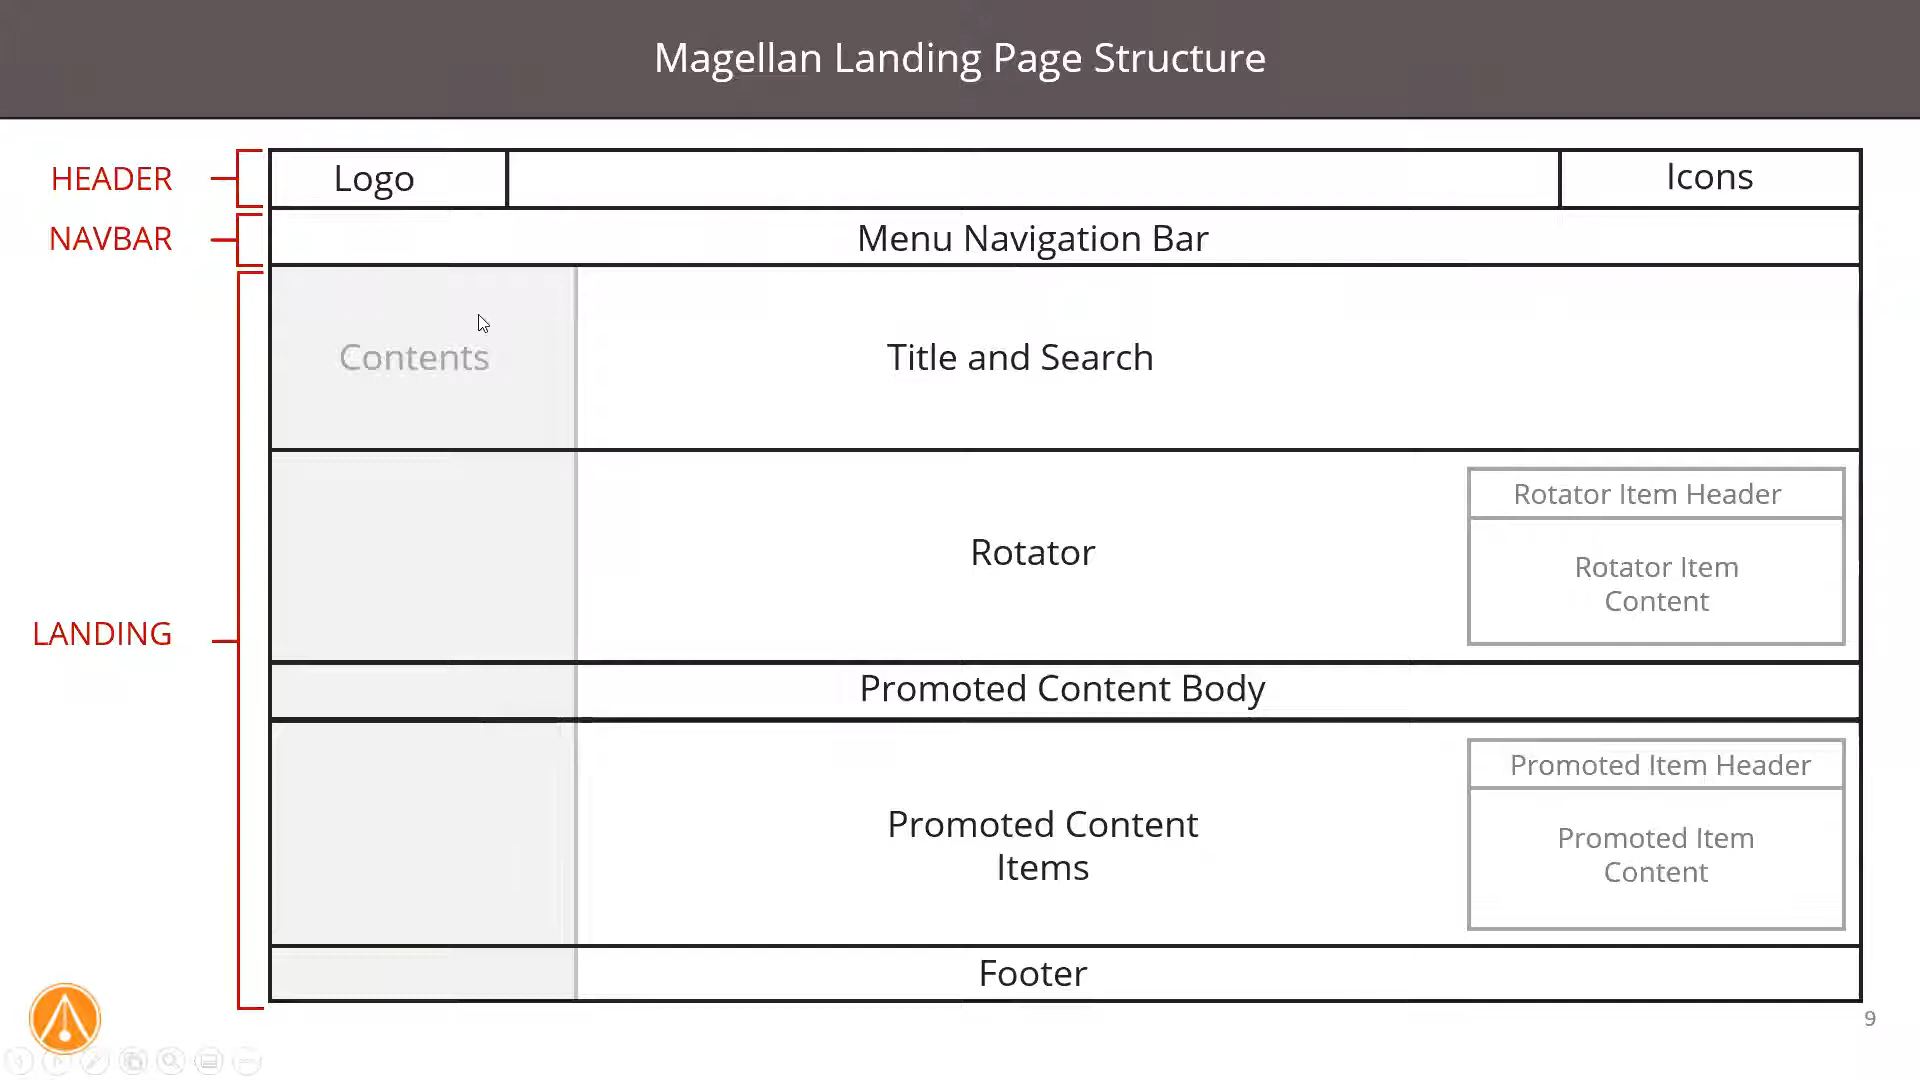 Magellan Landing Page Structure
HEADER
Logo
Icons
NAVBAR
Menu Navigation Bar
Contents
Title and Search
LANDING
Rotator
Rotator Item Header
Rotator Item
Content
Promoted Content Body
Promoted Content
Items
Promoted Item Header
Promoted Item
Content
Footer
9